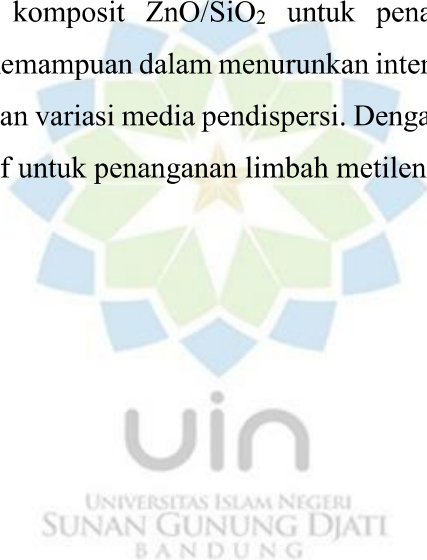 komposit ZnO/SiO₂ untuk pena
emampuan dalam menurunkan inten
an variasi media pendispersi. Denga
f untuk penanganan limbah metilen
uin
UNIVERSITAS ISLAM NEGERI
SUNAN GUNUNG DJATI
BANDUNG